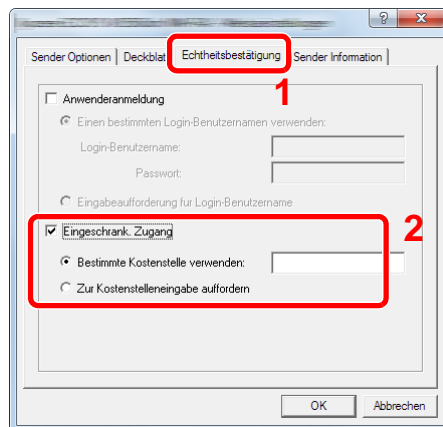 Sender Optionen Deckblat Echtheitsbestätigung Sender Information
1
Anwenderanmeldung
Einen bestimmten Login-Benutzernamen verwenden:
Login-Benutzername:
Passwort:
Eingabeaufforderung fur Login-Benutzername
2
Eingeschrank. Zugang
Bestimmte Kostenstelle verwenden:
Zur Kostenstelleneingabe auffordern
OK Abbrechen